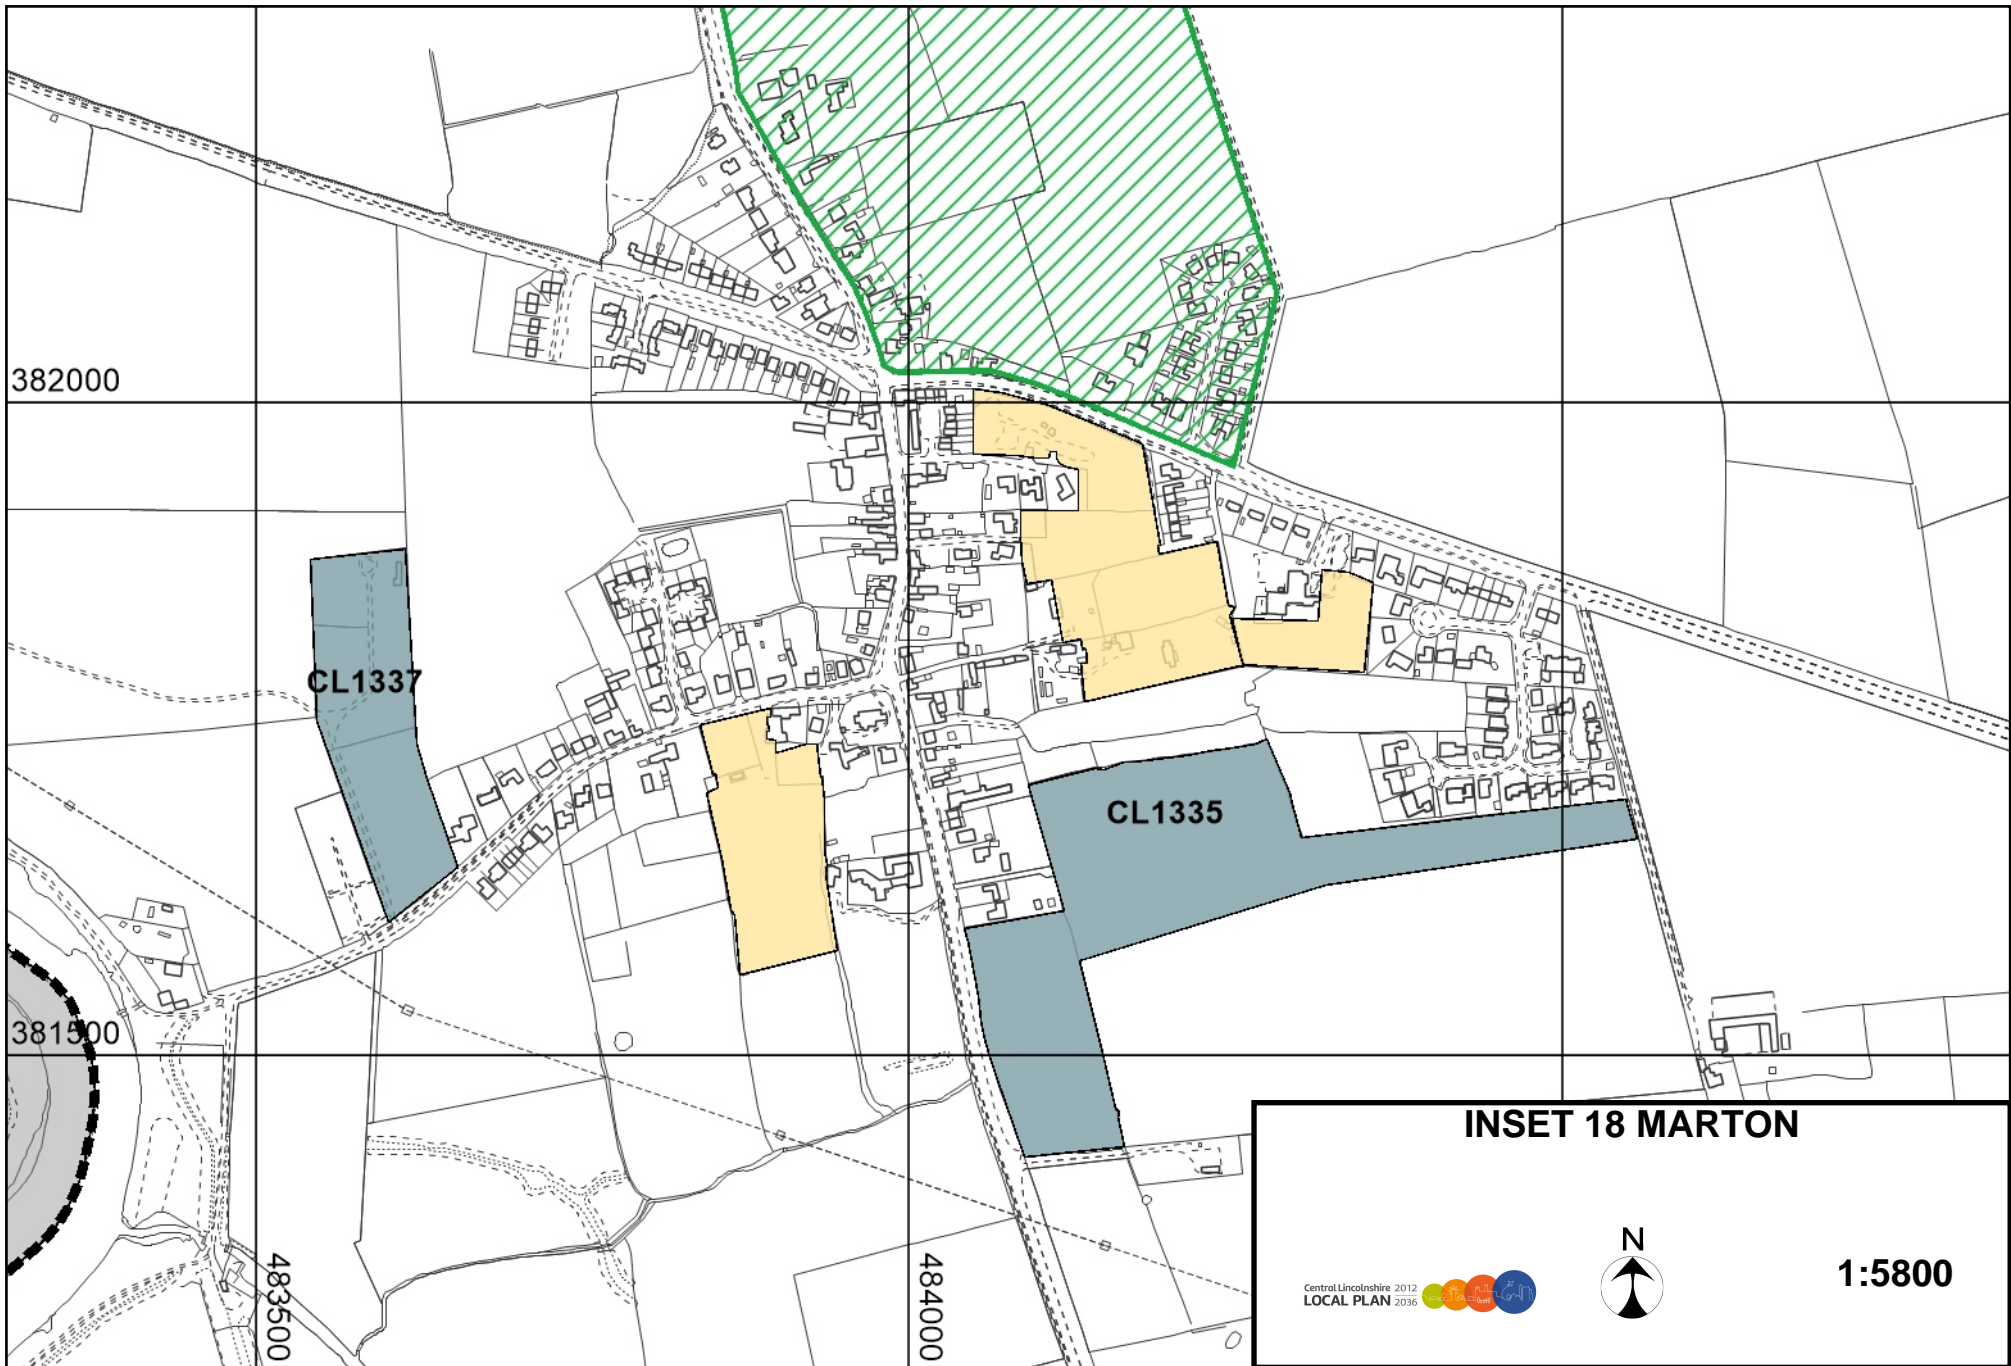 382000
CL1337
CL1335
381500
483500
484000
INSET 18 MARTON
N
1:5800
Central Lincolnshire 2012
LOCAL PLAN 2036